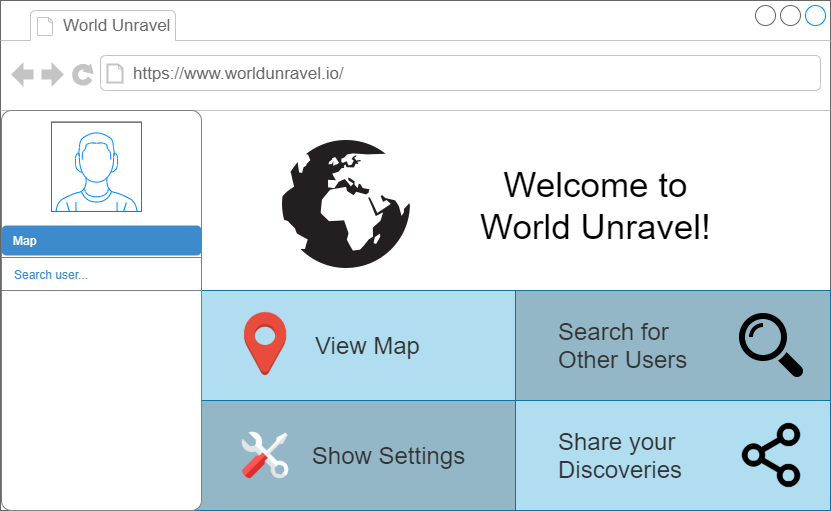 World Unravel
https://www.worldunravel.io/
Map
Search user...
Welcome to
World Unravel!
View Map
Search for
Other Users
Show Settings
Share your
Discoveries